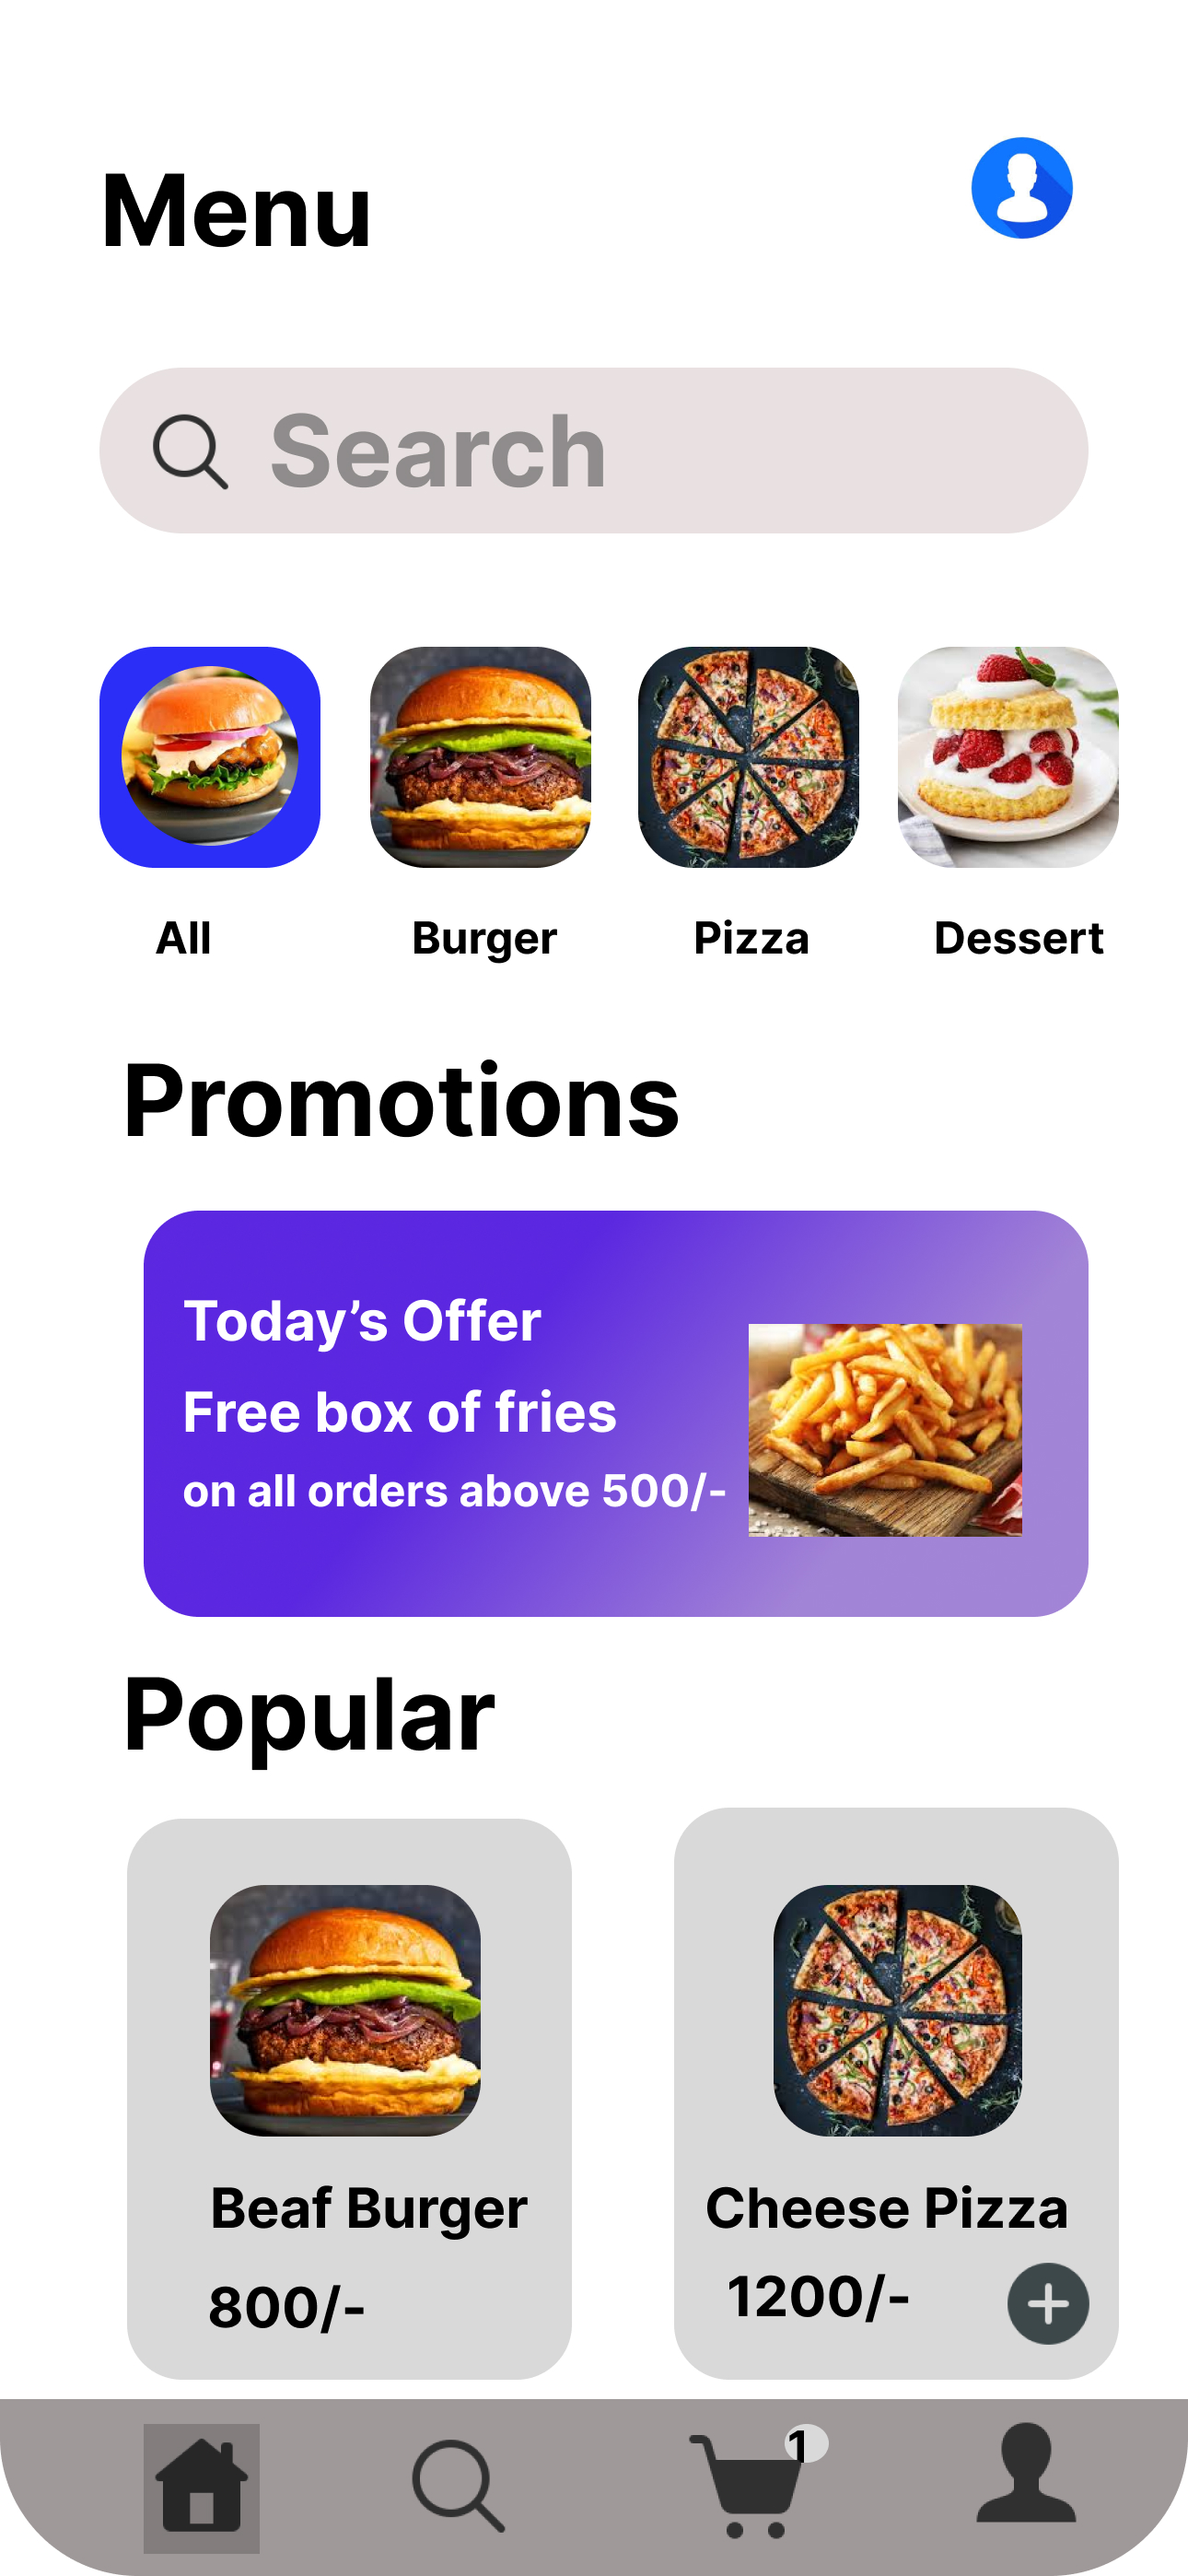 Menu
Search
All
Burger
Pizza
Dessert
Promotions
Today’s Offer
Free box of fries
on all orders above 500/-
Popular
Beaf Burger
800/-
Cheese Pizza
1200/-
1